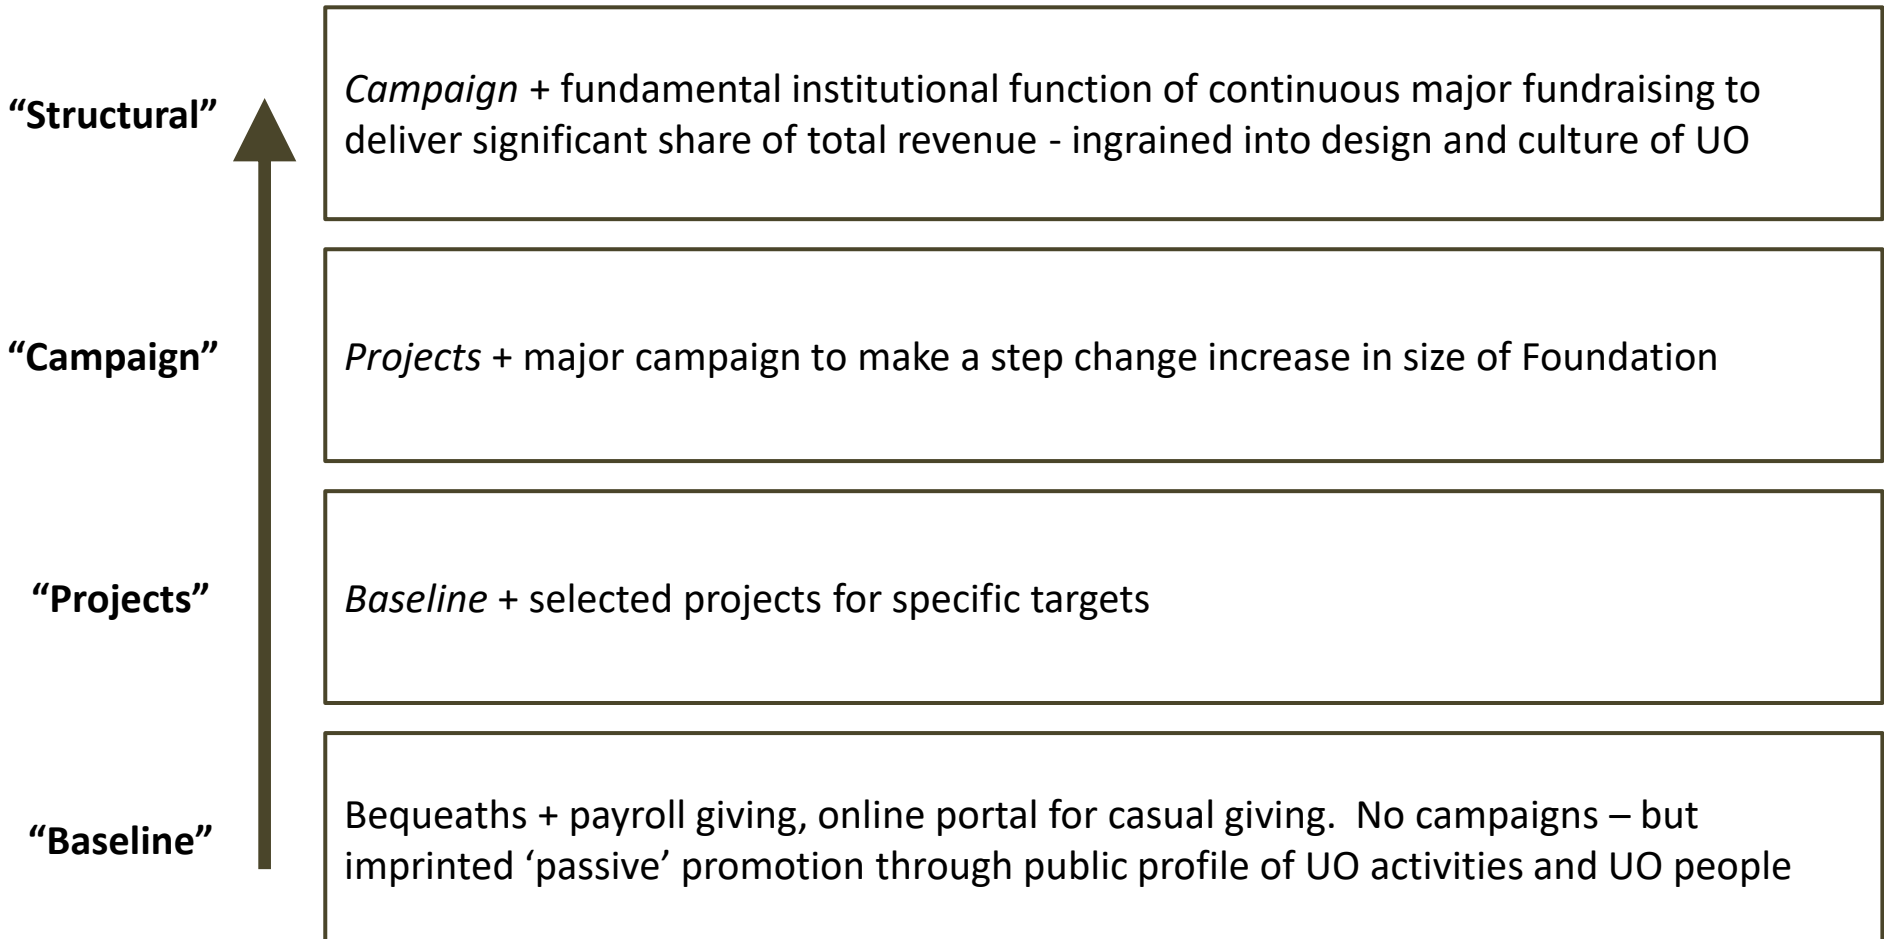 “Structural”
Campaign + fundamental institutional function of continuous major fundraising to
deliver significant share of total revenue - ingrained into design and culture of UO
“Campaign”
Projects + major campaign to make a step change increase in size of Foundation
“Projects”
Baseline + selected projects for specific targets
“Baseline”
Bequeaths + payroll giving, online portal for casual giving.  No campaigns – but
imprinted ‘passive’ promotion through public profile of UO activities and UO people